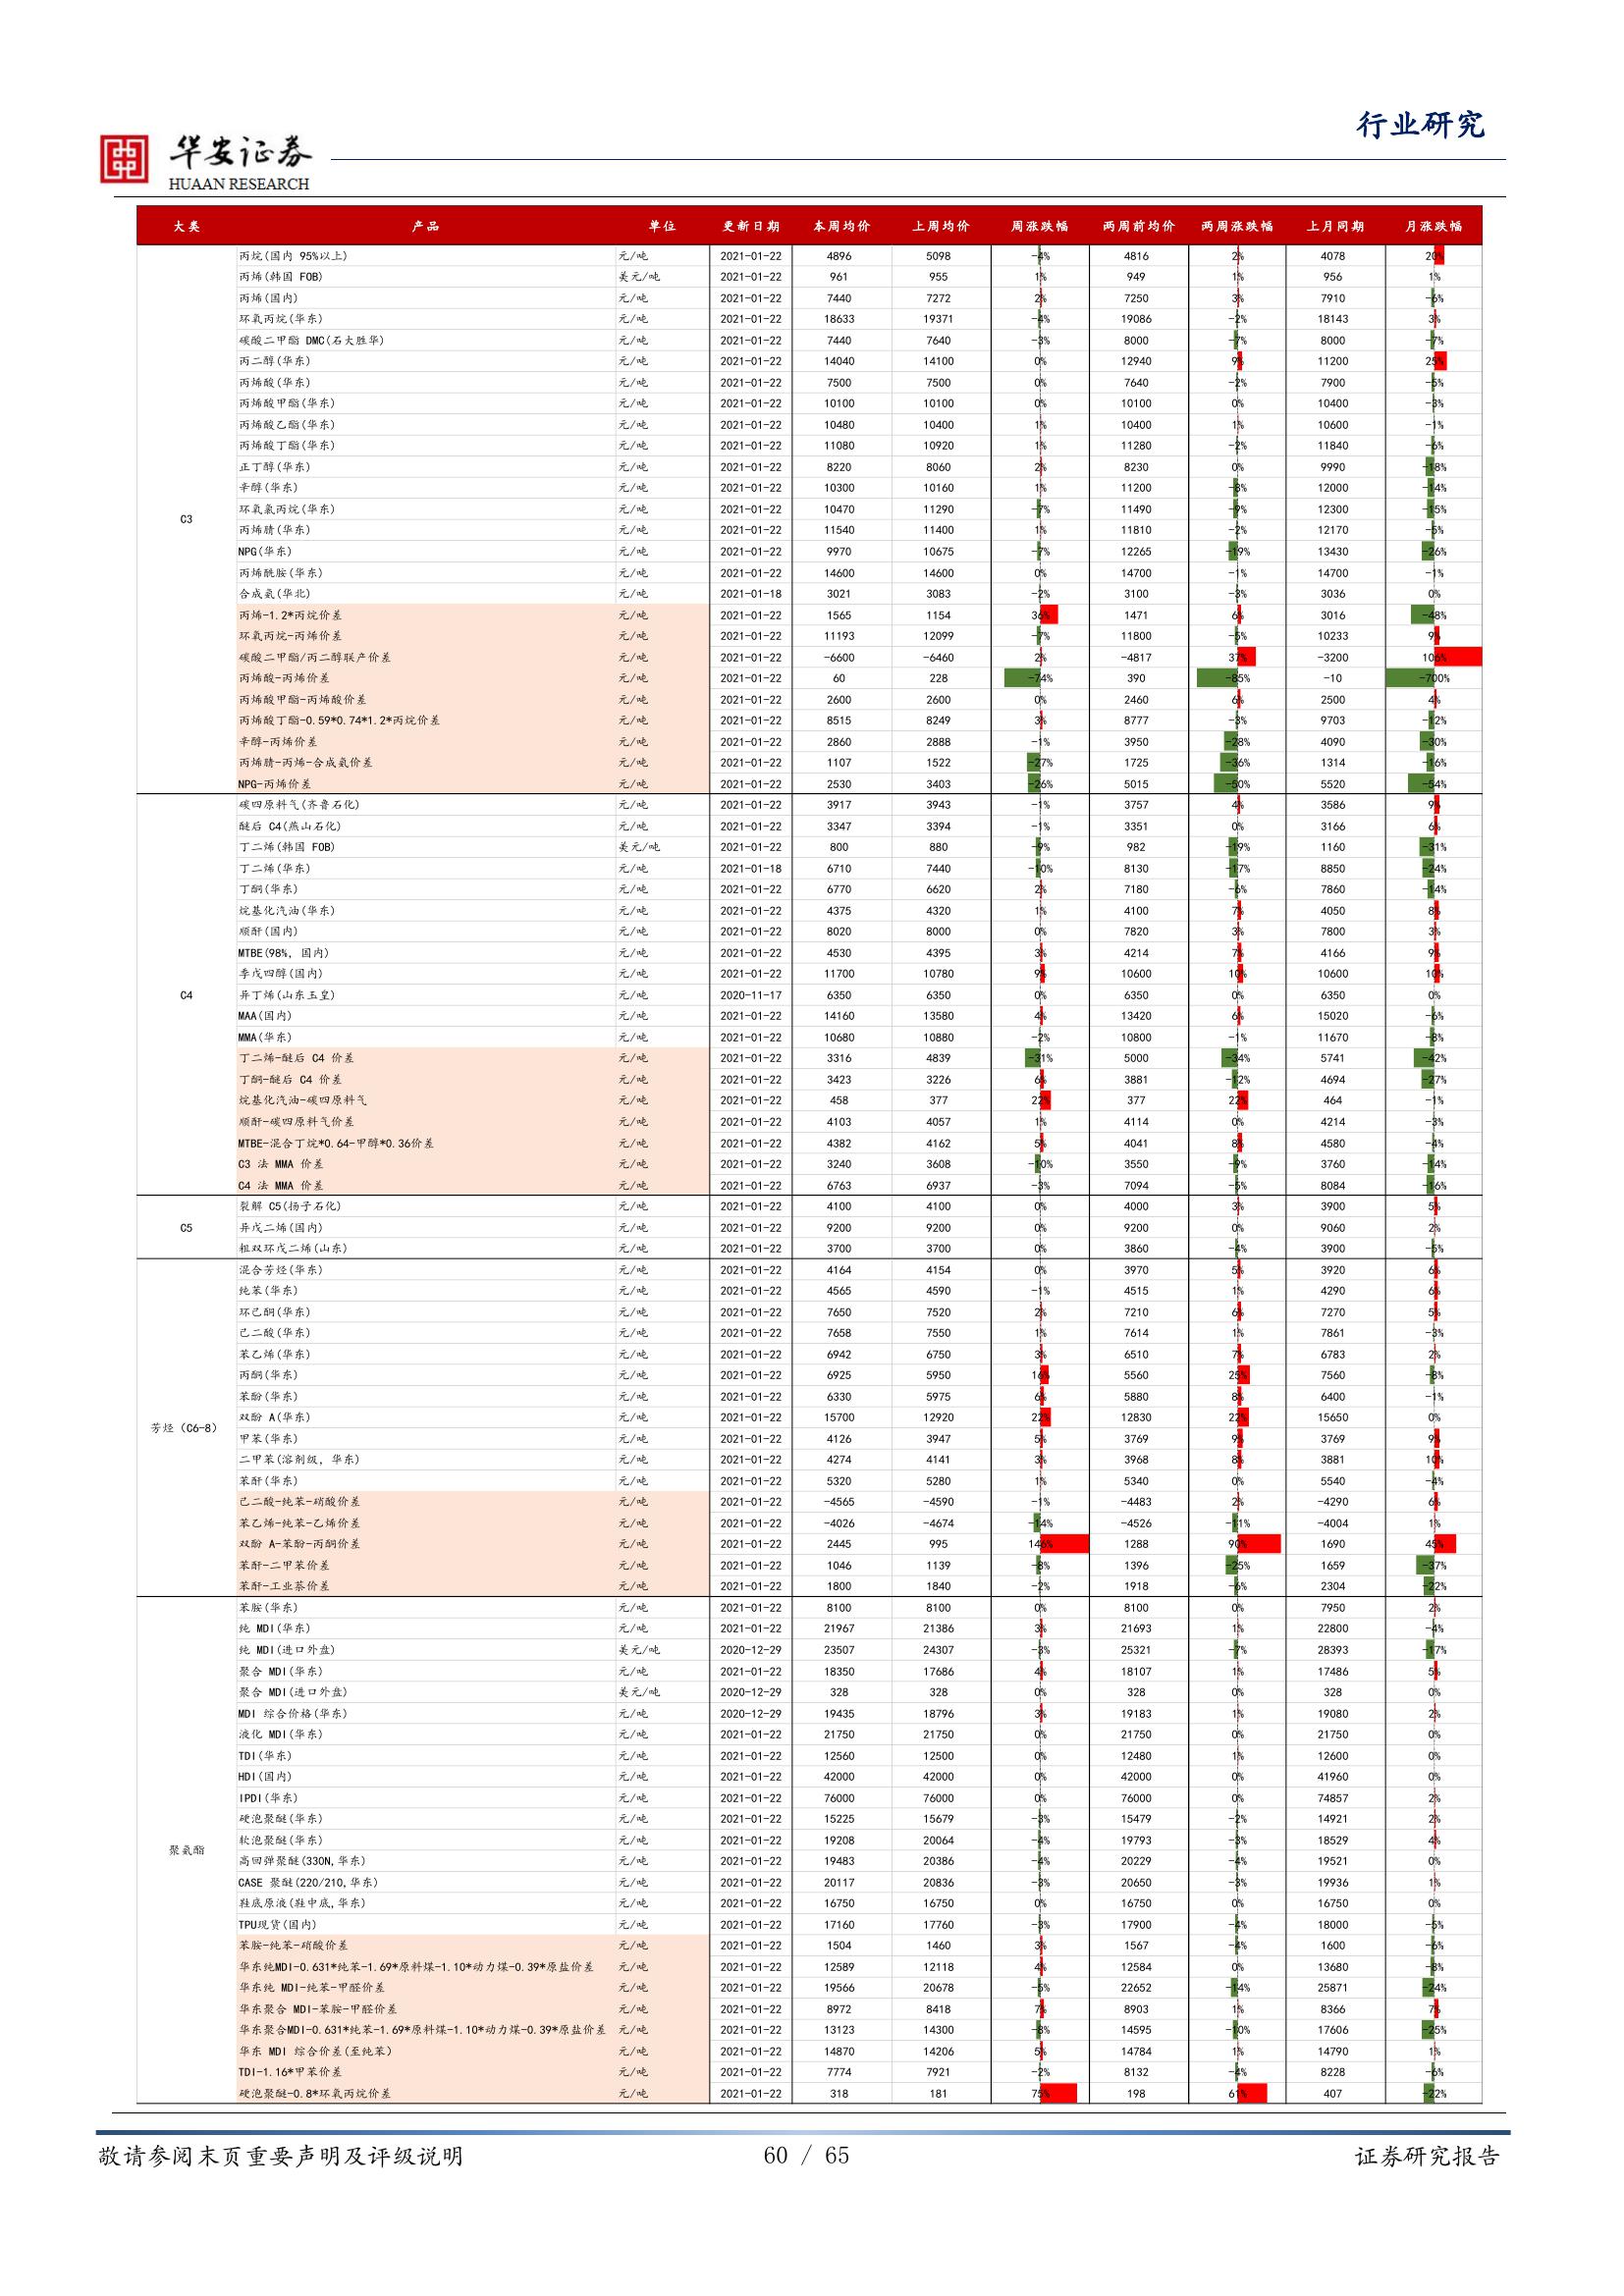 行业研究
华安证券
HUAAN RESEARCH
大类 产品 单位 更新日期 本周均价 上周均价 周涨跌幅 两周前均价 两周涨跌幅 上月同期 月涨跌幅
丙烷(国内 95%以上) 元/吨 2021-01-22 4896 5098 -4% 4816 2% 4078 20%
丙烯(韩国 FOB) 美元/吨 2021-01-22 961 955 1% 949 1% 956 1%
丙烯(国内) 元/吨 2021-01-22 7440 7272 2% 7250 3% 7910 -6%
环氧丙烷(华东) 元/吨 2021-01-22 18633 19371 -4% 19086 -2% 18143 3%
碳酸二甲酯 DMC(石大胜华) 元/吨 2021-01-22 7440 7640 -3% 8000 -7% 8000 -7%
丙二醇(华东) 元/吨 2021-01-22 14040 14100 0% 12940 9% 11200 25%
丙烯酸(华东) 元/吨 2021-01-22 7500 7500 0% 7640 -2% 7900 -5%
丙烯酸甲酯(华东) 元/吨 2021-01-22 10100 10100 0% 10100 0% 10400 -3%
丙烯酸乙酯(华东) 元/吨 2021-01-22 10480 10400 1% 10400 1% 10600 -1%
丙烯酸丁酯(华东) 元/吨 2021-01-22 11080 10920 1% 11280 -2% 11840 -6%
正丁醇(华东) 元/吨 2021-01-22 8220 8060 2% 8230 0% 9990 -18%
辛醇(华东) 元/吨 2021-01-22 10300 10160 1% 11200 -8% 12000 -14%
环氧氯丙烷(华东) 元/吨 2021-01-22 10470 11290 -7% 11490 -9% 12300 -15%
C3
丙烯腈(华东) 元/吨 2021-01-22 11540 11400 1% 11810 -2% 12170 -5%
NPG(华东) 元/吨 2021-01-22 9970 10675 -7% 12265 -19% 13430 -26%
丙烯酰胺(华东) 元/吨 2021-01-22 14600 14600 0% 14700 -1% 14700 -1%
合成氨(华北) 元/吨 2021-01-18 3021 3083 -2% 3100 -3% 3036 0%
丙烯-1.2*丙烷价差 元/吨 2021-01-22 1565 1154 36% 1471 6% 3016 -48%
环氧丙烷-丙烯价差 元/吨 2021-01-22 11193 12099 -7% 11800 -5% 10233 9%
碳酸二甲酯/丙二醇联产价差 元/吨 2021-01-22 -6600 -6460 2% -4817 37% -3200 106%
丙烯酸-丙烯价差 元/吨 2021-01-22 60 228 -74% 390 -85% -10 -700%
丙烯酸甲酯-丙烯酸价差 元/吨 2021-01-22 2600 2600 0% 2460 6% 2500 4%
丙烯酸丁酯-0.59*0.74*1.2*丙烷价差 元/吨 2021-01-22 8515 8249 3% 8777 -3% 9703 -12%
辛醇-丙烯价差 元/吨 2021-01-22 2860 2888 -1% 3950 -28% 4090 -30%
丙烯腈-丙烯-合成氨价差 元/吨 2021-01-22 1107 1522 -27% 1725 -36% 1314 -16%
NPG-丙烯价差 元/吨 2021-01-22 2530 3403 -26% 5015 -50% 5520 -54%
碳四原料气(齐鲁石化) 元/吨 2021-01-22 3917 3943 -1% 3757 4% 3586 9%
醚后 C4(燕山石化) 元/吨 2021-01-22 3347 3394 -1% 3351 0% 3166 6%
丁二烯(韩国 FOB) 美元/吨 2021-01-22 800 880 -9% 982 -19% 1160 -31%
丁二烯(华东) 元/吨 2021-01-18 6710 7440 -10% 8130 -17% 8850 -24%
丁酮(华东) 元/吨 2021-01-22 6770 6620 2% 7180 -6% 7860 -14%
烷基化汽油(华东) 元/吨 2021-01-22 4375 4320 1% 4100 7% 4050 8%
顺酐(国内) 元/吨 2021-01-22 8020 8000 0% 7820 3% 7800 3%
MTBE(98%, 国内) 元/吨 2021-01-22 4530 4395 3% 4214 7% 4166 9%
季戊四醇(国内) 元/吨 2021-01-22 11700 10780 9% 10600 10% 10600 10%
C4 异丁烯(山东玉皇) 元/吨 2020-11-17 6350 6350 0% 6350 0% 6350 0%
MAA(国内) 元/吨 2021-01-22 14160 13580 4% 13420 6% 15020 -6%
MMA(华东) 元/吨 2021-01-22 10680 10880 -2% 10800 -1% 11670 -8%
丁二烯-醚后 C4 价差 元/吨 2021-01-22 3316 4839 -31% 5000 -34% 5741 -42%
丁酮-醚后 C4 价差 元/吨 2021-01-22 3423 3226 6% 3881 -12% 4694 -27%
烷基化汽油-碳四原料气 元/吨 2021-01-22 458 377 22% 377 22% 464 -1%
顺酐-碳四原料气价差 元/吨 2021-01-22 4103 4057 1% 4114 0% 4214 -3%
MTBE-混合丁烷*0.64-甲醇*0.36价差 元/吨 2021-01-22 4382 4162 5% 4041 8% 4580 -4%
C3 法 MMA 价差 元/吨 2021-01-22 3240 3608 -10% 3550 -9% 3760 -14%
C4 法 MMA 价差 元/吨 2021-01-22 6763 6937 -3% 7094 -5% 8084 -16%
裂解 C5(扬子石化) 元/吨 2021-01-22 4100 4100 0% 4000 3% 3900 5%
C5 异戊二烯(国内) 元/吨 2021-01-22 9200 9200 0% 9200 0% 9060 2%
粗双环戊二烯(山东) 元/吨 2021-01-22 3700 3700 0% 3860 -4% 3900 -5%
混合芳烃(华东) 元/吨 2021-01-22 4164 4154 0% 3970 5% 3920 6%
纯苯(华东) 元/吨 2021-01-22 4565 4590 -1% 4515 1% 4290 6%
环己酮(华东) 元/吨 2021-01-22 7650 7520 2% 7210 6% 7270 5%
己二酸(华东) 元/吨 2021-01-22 7658 7550 1% 7614 1% 7861 -3%
苯乙烯(华东) 元/吨 2021-01-22 6942 6750 3% 6510 7% 6783 2%
丙酮(华东) 元/吨 2021-01-22 6925 5950 16% 5560 25% 7560 -8%
苯酚(华东) 元/吨 2021-01-22 6330 5975 6% 5880 8% 6400 -1%
双酚 A(华东) 元/吨 2021-01-22 15700 12920 22% 12830 22% 15650 0%
芳烃（C6-8）
甲苯(华东) 元/吨 2021-01-22 4126 3947 5% 3769 9% 3769 9%
二甲苯(溶剂级, 华东) 元/吨 2021-01-22 4274 4141 3% 3968 8% 3881 10%
苯酐(华东) 元/吨 2021-01-22 5320 5280 1% 5340 0% 5540 -4%
己二酸-纯苯-硝酸价差 元/吨 2021-01-22 -4565 -4590 -1% -4483 2% -4290 6%
苯乙烯-纯苯-乙烯价差 元/吨 2021-01-22 -4026 -4674 -14% -4526 -11% -4004 1%
双酚 A-苯酚-丙酮价差 元/吨 2021-01-22 2445 995 146% 1288 90% 1690 45%
苯酐-二甲苯价差 元/吨 2021-01-22 1046 1139 -8% 1396 -25% 1659 -37%
苯酐-工业萘价差 元/吨 2021-01-22 1800 1840 -2% 1918 -6% 2304 -22%
苯胺(华东) 元/吨 2021-01-22 8100 8100 0% 8100 0% 7950 2%
纯 MDI(华东) 元/吨 2021-01-22 21967 21386 3% 21693 1% 22800 -4%
纯 MDI(进口外盘) 美元/吨 2020-12-29 23507 24307 -3% 25321 -7% 28393 -17%
聚合 MDI(华东) 元/吨 2021-01-22 18350 17686 4% 18107 1% 17486 5%
聚合 MDI(进口外盘) 美元/吨 2020-12-29 328 328 0% 328 0% 328 0%
MDI 综合价格(华东) 元/吨 2020-12-29 19435 18796 3% 19183 1% 19080 2%
液化 MDI(华东) 元/吨 2021-01-22 21750 21750 0% 21750 0% 21750 0%
TDI(华东) 元/吨 2021-01-22 12560 12500 0% 12480 1% 12600 0%
HDI(国内) 元/吨 2021-01-22 42000 42000 0% 42000 0% 41960 0%
IPDI(华东) 元/吨 2021-01-22 76000 76000 0% 76000 0% 74857 2%
硬泡聚醚(华东) 元/吨 2021-01-22 15225 15679 -3% 15479 -2% 14921 2%
软泡聚醚(华东) 元/吨 2021-01-22 19208 20064 -4% 19793 -3% 18529 4%
聚氨酯
高回弹聚醚(330N,华东) 元/吨 2021-01-22 19483 20386 -4% 20229 -4% 19521 0%
CASE 聚醚(220/210,华东) 元/吨 2021-01-22 20117 20836 -3% 20650 -3% 19936 1%
鞋底原液(鞋中底,华东) 元/吨 2021-01-22 16750 16750 0% 16750 0% 16750 0%
TPU现货(国内) 元/吨 2021-01-22 17160 17760 -3% 17900 -4% 18000 -5%
苯胺-纯苯-硝酸价差 元/吨 2021-01-22 1504 1460 3% 1567 -4% 1600 -6%
华东纯MDI-0.631*纯苯-1.69*原料煤-1.10*动力煤-0.39*原盐价差 元/吨 2021-01-22 12589 12118 4% 12584 0% 13680 -8%
华东纯 MDI-纯苯-甲醛价差 元/吨 2021-01-22 19566 20678 -5% 22652 -14% 25871 -24%
华东聚合 MDI-苯胺-甲醛价差 元/吨 2021-01-22 8972 8418 7% 8903 1% 8366 7%
华东聚合MDI-0.631*纯苯-1.69*原料煤-1.10*动力煤-0.39*原盐价差 元/吨 2021-01-22 13123 14300 -8% 14595 -10% 17606 -25%
华东 MDI 综合价差(至纯苯) 元/吨 2021-01-22 14870 14206 5% 14784 1% 14790 1%
TDI-1.16*甲苯价差 元/吨 2021-01-22 7774 7921 -2% 8132 -4% 8228 -6%
硬泡聚醚-0.8*环氧丙烷价差 元/吨 2021-01-22 318 181 75% 198 61% 407 -22%
敬请参阅末页重要声明及评级说明 60 / 65 证券研究报告